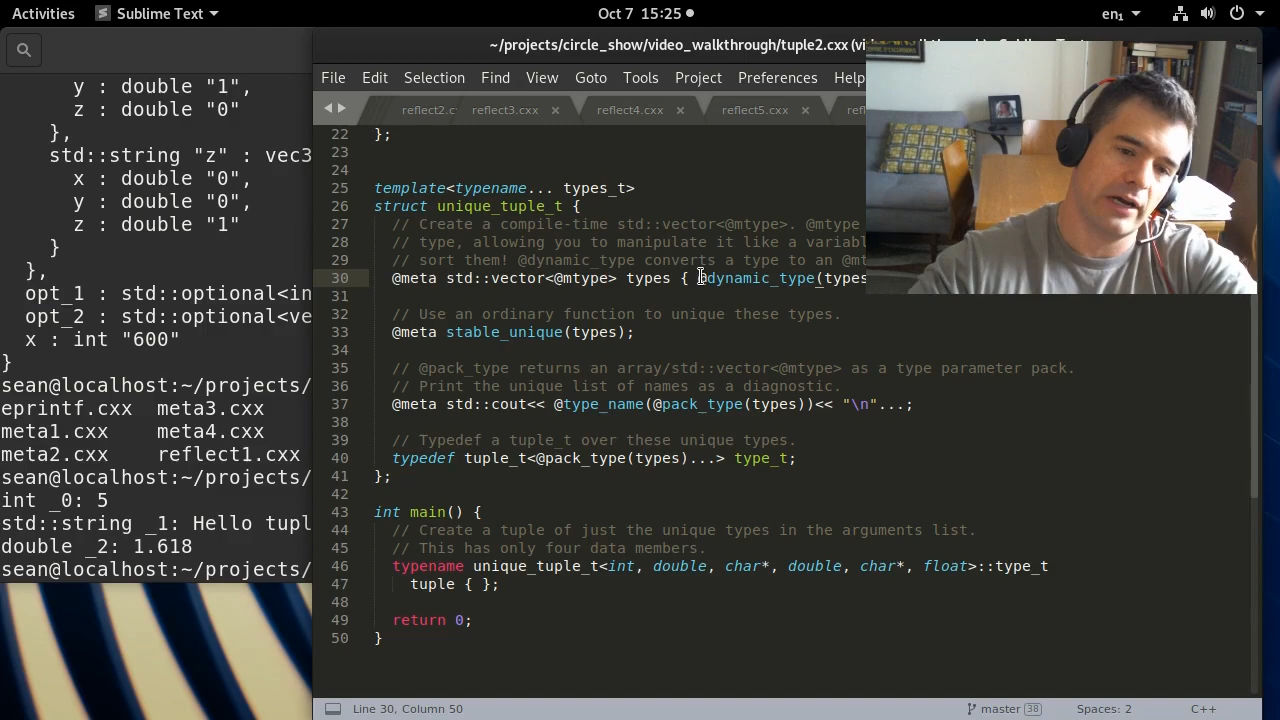 Activities Sublime Text Oct 7 15:25 en₁
~/projects/circle_show/video_walkthrough/tuple2.cxx
File Edit Selection Find View Goto Tools Project Preferences Help
reflect2.c reflect3.cxx × reflect4.cxx × reflect5.cxx × ref
y : double "1",
z : double "0"
},
std::string "z" : vec3
x : double "0",
y : double "0",
z : double "1"
}
},
opt_1 : std::optional<in
opt_2 : std::optional<ve
x : int "600"
}
sean@localhost:~/projects/
eprintf.cxx meta3.cxx
meta1.cxx meta4.cxx
meta2.cxx reflect1.cxx
sean@localhost:~/projects/
int _0: 5
std::string _1: Hello tupl
double _2: 1.618
sean@localhost:~/projects/
22 };
23
24
25 template<typename... types_t>
26 struct unique_tuple_t {
27 // Create a compile-time std::vector<@mtype>. @mtype
28 // type, allowing you to manipulate it like a variabl
29 // sort them! @dynamic_type converts a type to an @mt
30 @meta std::vector<@mtype> types { @dynamic_type(types
31
32 // Use an ordinary function to unique these types.
33 @meta stable_unique(types);
34
35 // @pack_type returns an array/std::vector<@mtype> as a type parameter pack.
36 // Print the unique list of names as a diagnostic.
37 @meta std::cout<< @type_name(@pack_type(types))<< "\n"...;
38
39 // Typedef a tuple_t over these unique types.
40 typedef tuple_t<@pack_type(types)...> type_t;
41 };
42
43 int main() {
44 // Create a tuple of just the unique types in the arguments list.
45 // This has only four data members.
46 typename unique_tuple_t<int, double, char*, double, char*, float>::type_t
47 tuple { };
48
49 return 0;
50 }
Line 30, Column 50 master 38 Spaces: 2 C++